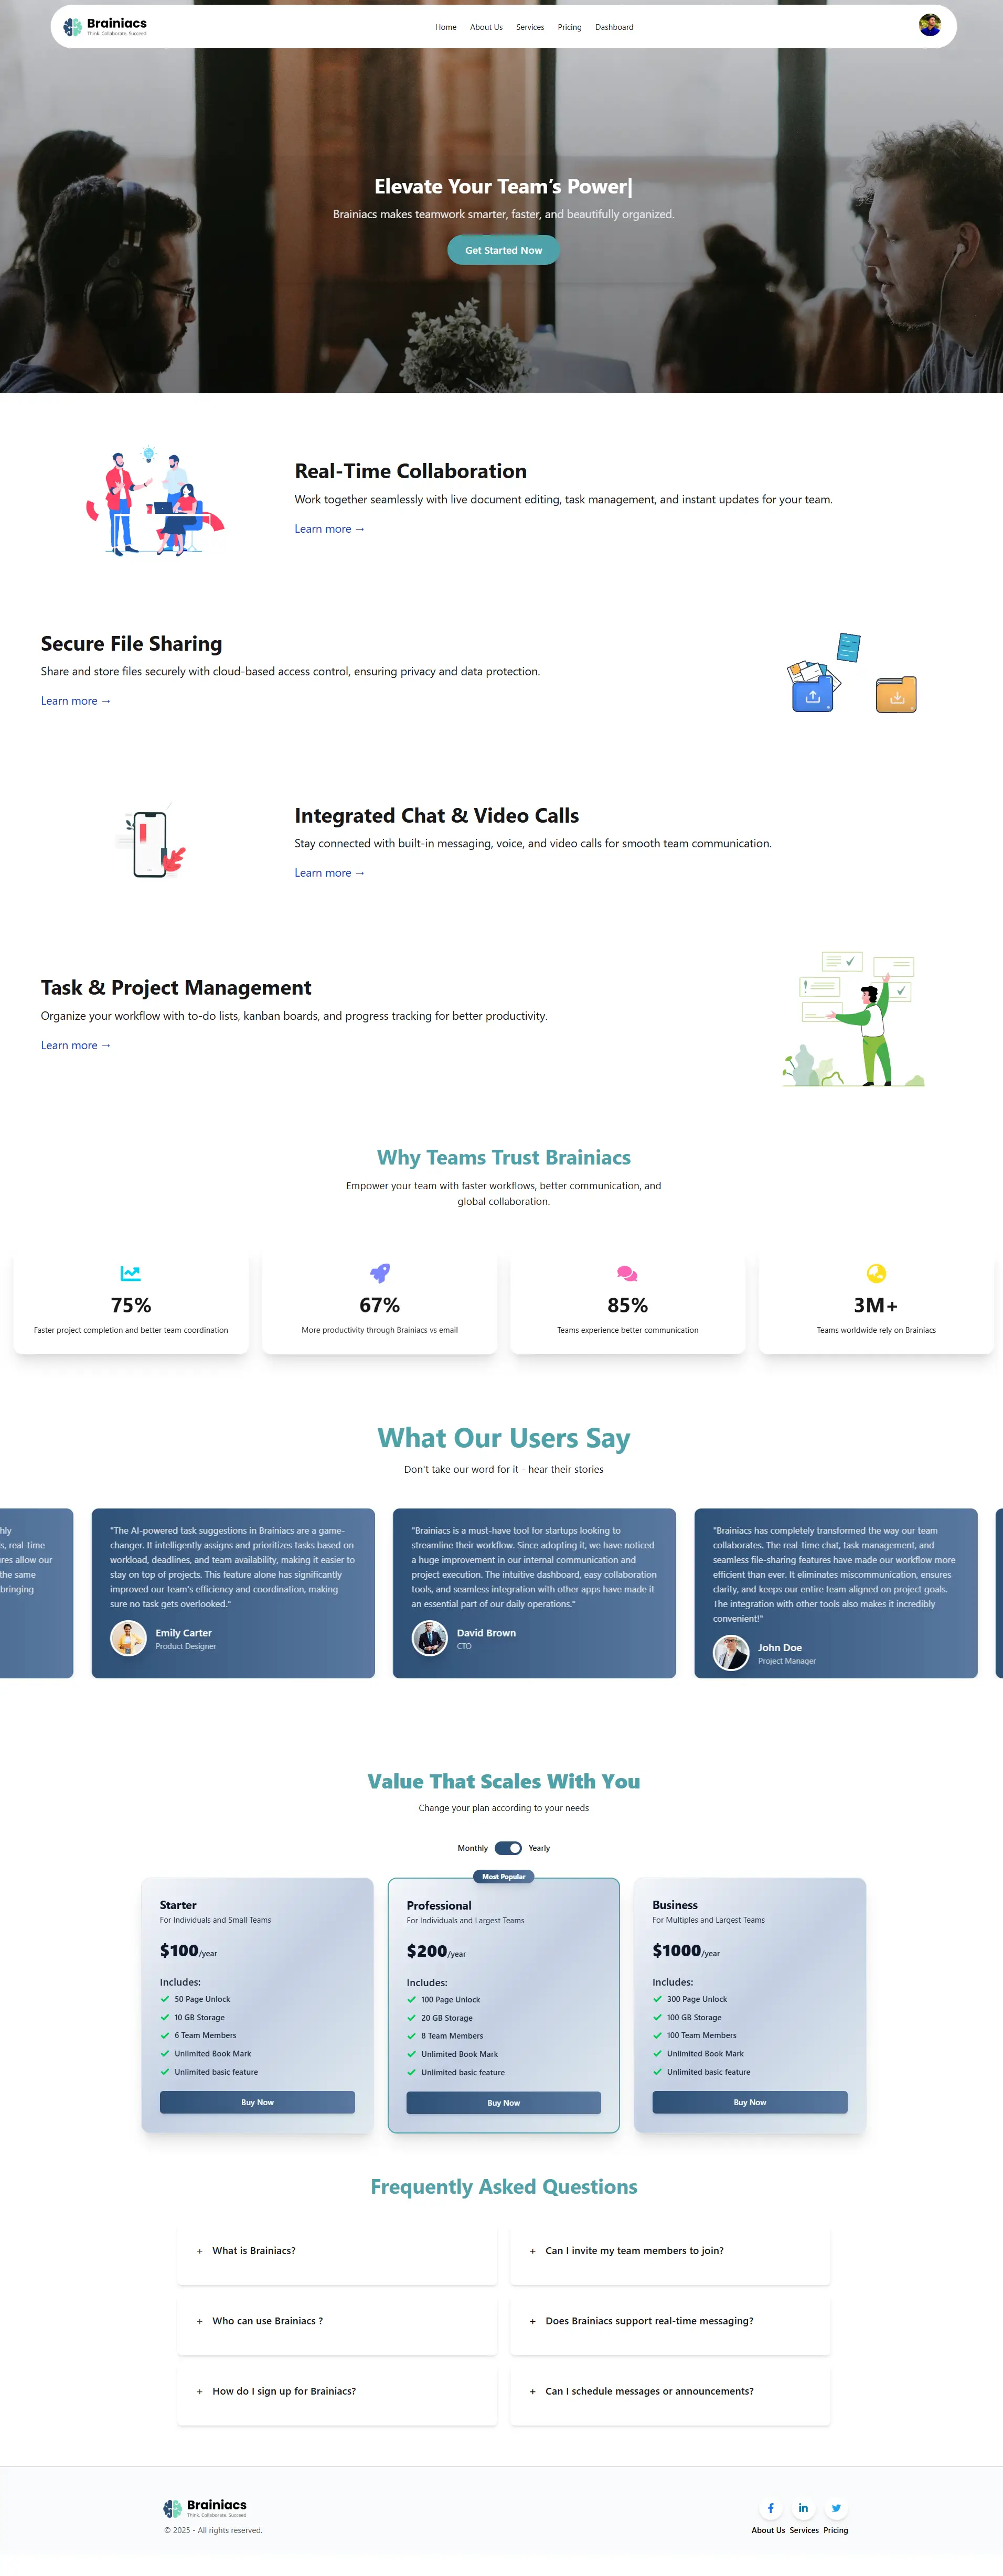 Brainiacs
Think. Collaborate. Succeed
Home About Us Services Pricing Dashboard
Elevate Your Team's Power|
Brainiacs makes teamwork smarter, faster, and beautifully organized.
Get Started Now
Real-Time Collaboration
Work together seamlessly with live document editing, task management, and instant updates for your team.
Learn more →
Secure File Sharing
Share and store files securely with cloud-based access control, ensuring privacy and data protection.
Learn more →
Integrated Chat & Video Calls
Stay connected with built-in messaging, voice, and video calls for smooth team communication.
Learn more →
Task & Project Management
Organize your workflow with to-do lists, kanban boards, and progress tracking for better productivity.
Learn more →
Why Teams Trust Brainiacs
Empower your team with faster workflows, better communication, and
global collaboration.
75%
Faster project completion and better team coordination
67%
More productivity through Brainiacs vs email
85%
Teams experience better communication
3M+
Teams worldwide rely on Brainiacs
What Our Users Say
Don't take our word for it - hear their stories
hly
s, real-time
res allow our
the same
bringing
"The AI-powered task suggestions in Brainiacs are a game-
changer. It intelligently assigns and prioritizes tasks based on
workload, deadlines, and team availability, making it easier to
stay on top of projects. This feature alone has significantly
improved our team's efficiency and coordination, making
sure no task gets overlooked."
Emily Carter
Product Designer
"Brainiacs is a must-have tool for startups looking to
streamline their workflow. Since adopting it, we have noticed
a huge improvement in our internal communication and
project execution. The intuitive dashboard, easy collaboration
tools, and seamless integration with other apps have made it
an essential part of our daily operations."
David Brown
CTO
"Brainiacs has completely transformed the way our team
collaborates. The real-time chat, task management, and
seamless file-sharing features have made our workflow more
efficient than ever. It eliminates miscommunication, ensures
clarity, and keeps our entire team aligned on project goals.
The integration with other tools also makes it incredibly
convenient!"
John Doe
Project Manager
Value That Scales With You
Change your plan according to your needs
Monthly Yearly
Starter
For Individuals and Small Teams
$100/year
Includes:
50 Page Unlock
10 GB Storage
6 Team Members
Unlimited Book Mark
Unlimited basic feature
Buy Now
Most Popular
Professional
For Individuals and Largest Teams
$200/year
Includes:
100 Page Unlock
20 GB Storage
8 Team Members
Unlimited Book Mark
Unlimited basic feature
Buy Now
Business
For Multiples and Largest Teams
$1000/year
Includes:
300 Page Unlock
100 GB Storage
100 Team Members
Unlimited Book Mark
Unlimited basic feature
Buy Now
Frequently Asked Questions
+ What is Brainiacs?
+ Can I invite my team members to join?
+ Who can use Brainiacs ?
+ Does Brainiacs support real-time messaging?
+ How do I sign up for Brainiacs?
+ Can I schedule messages or announcements?
Brainiacs
Think. Collaborate. Succeed
© 2025 - All rights reserved.
About Us Services Pricing